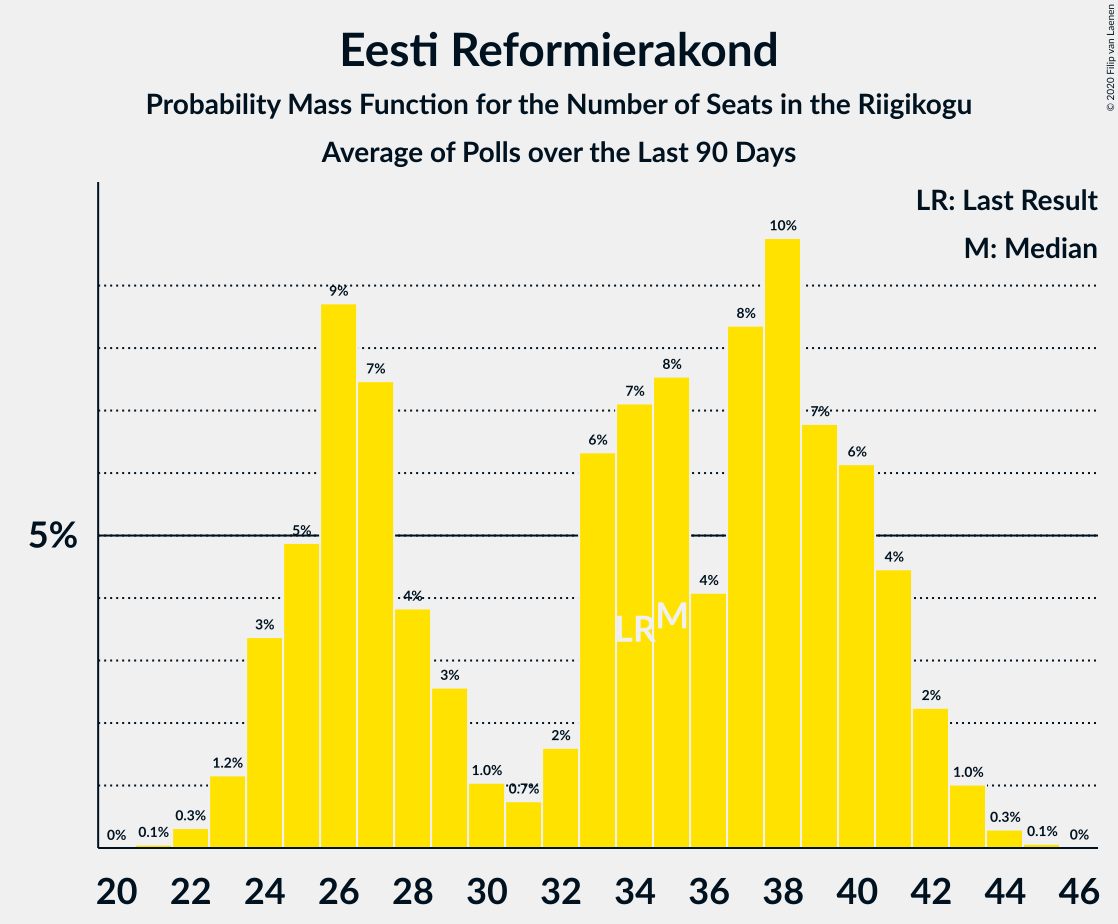 Eesti Reformierakond
Probability Mass Function for the Number of Seats in the Riigikogu
Average of Polls over the Last 90 Days
© 2020 Filip van Laenen
LR: Last Result
M: Median
5%
0% 0.1% 0.3% 1.2% 3% 5% 9% 7% 4% 3% 1.0% 0.7% 2% 6% 7% 8% 4% 8% 10% 7% 6% 4% 2% 1.0% 0.3% 0.1% 0%
LR M
20 22 24 26 28 30 32 34 36 38 40 42 44 46